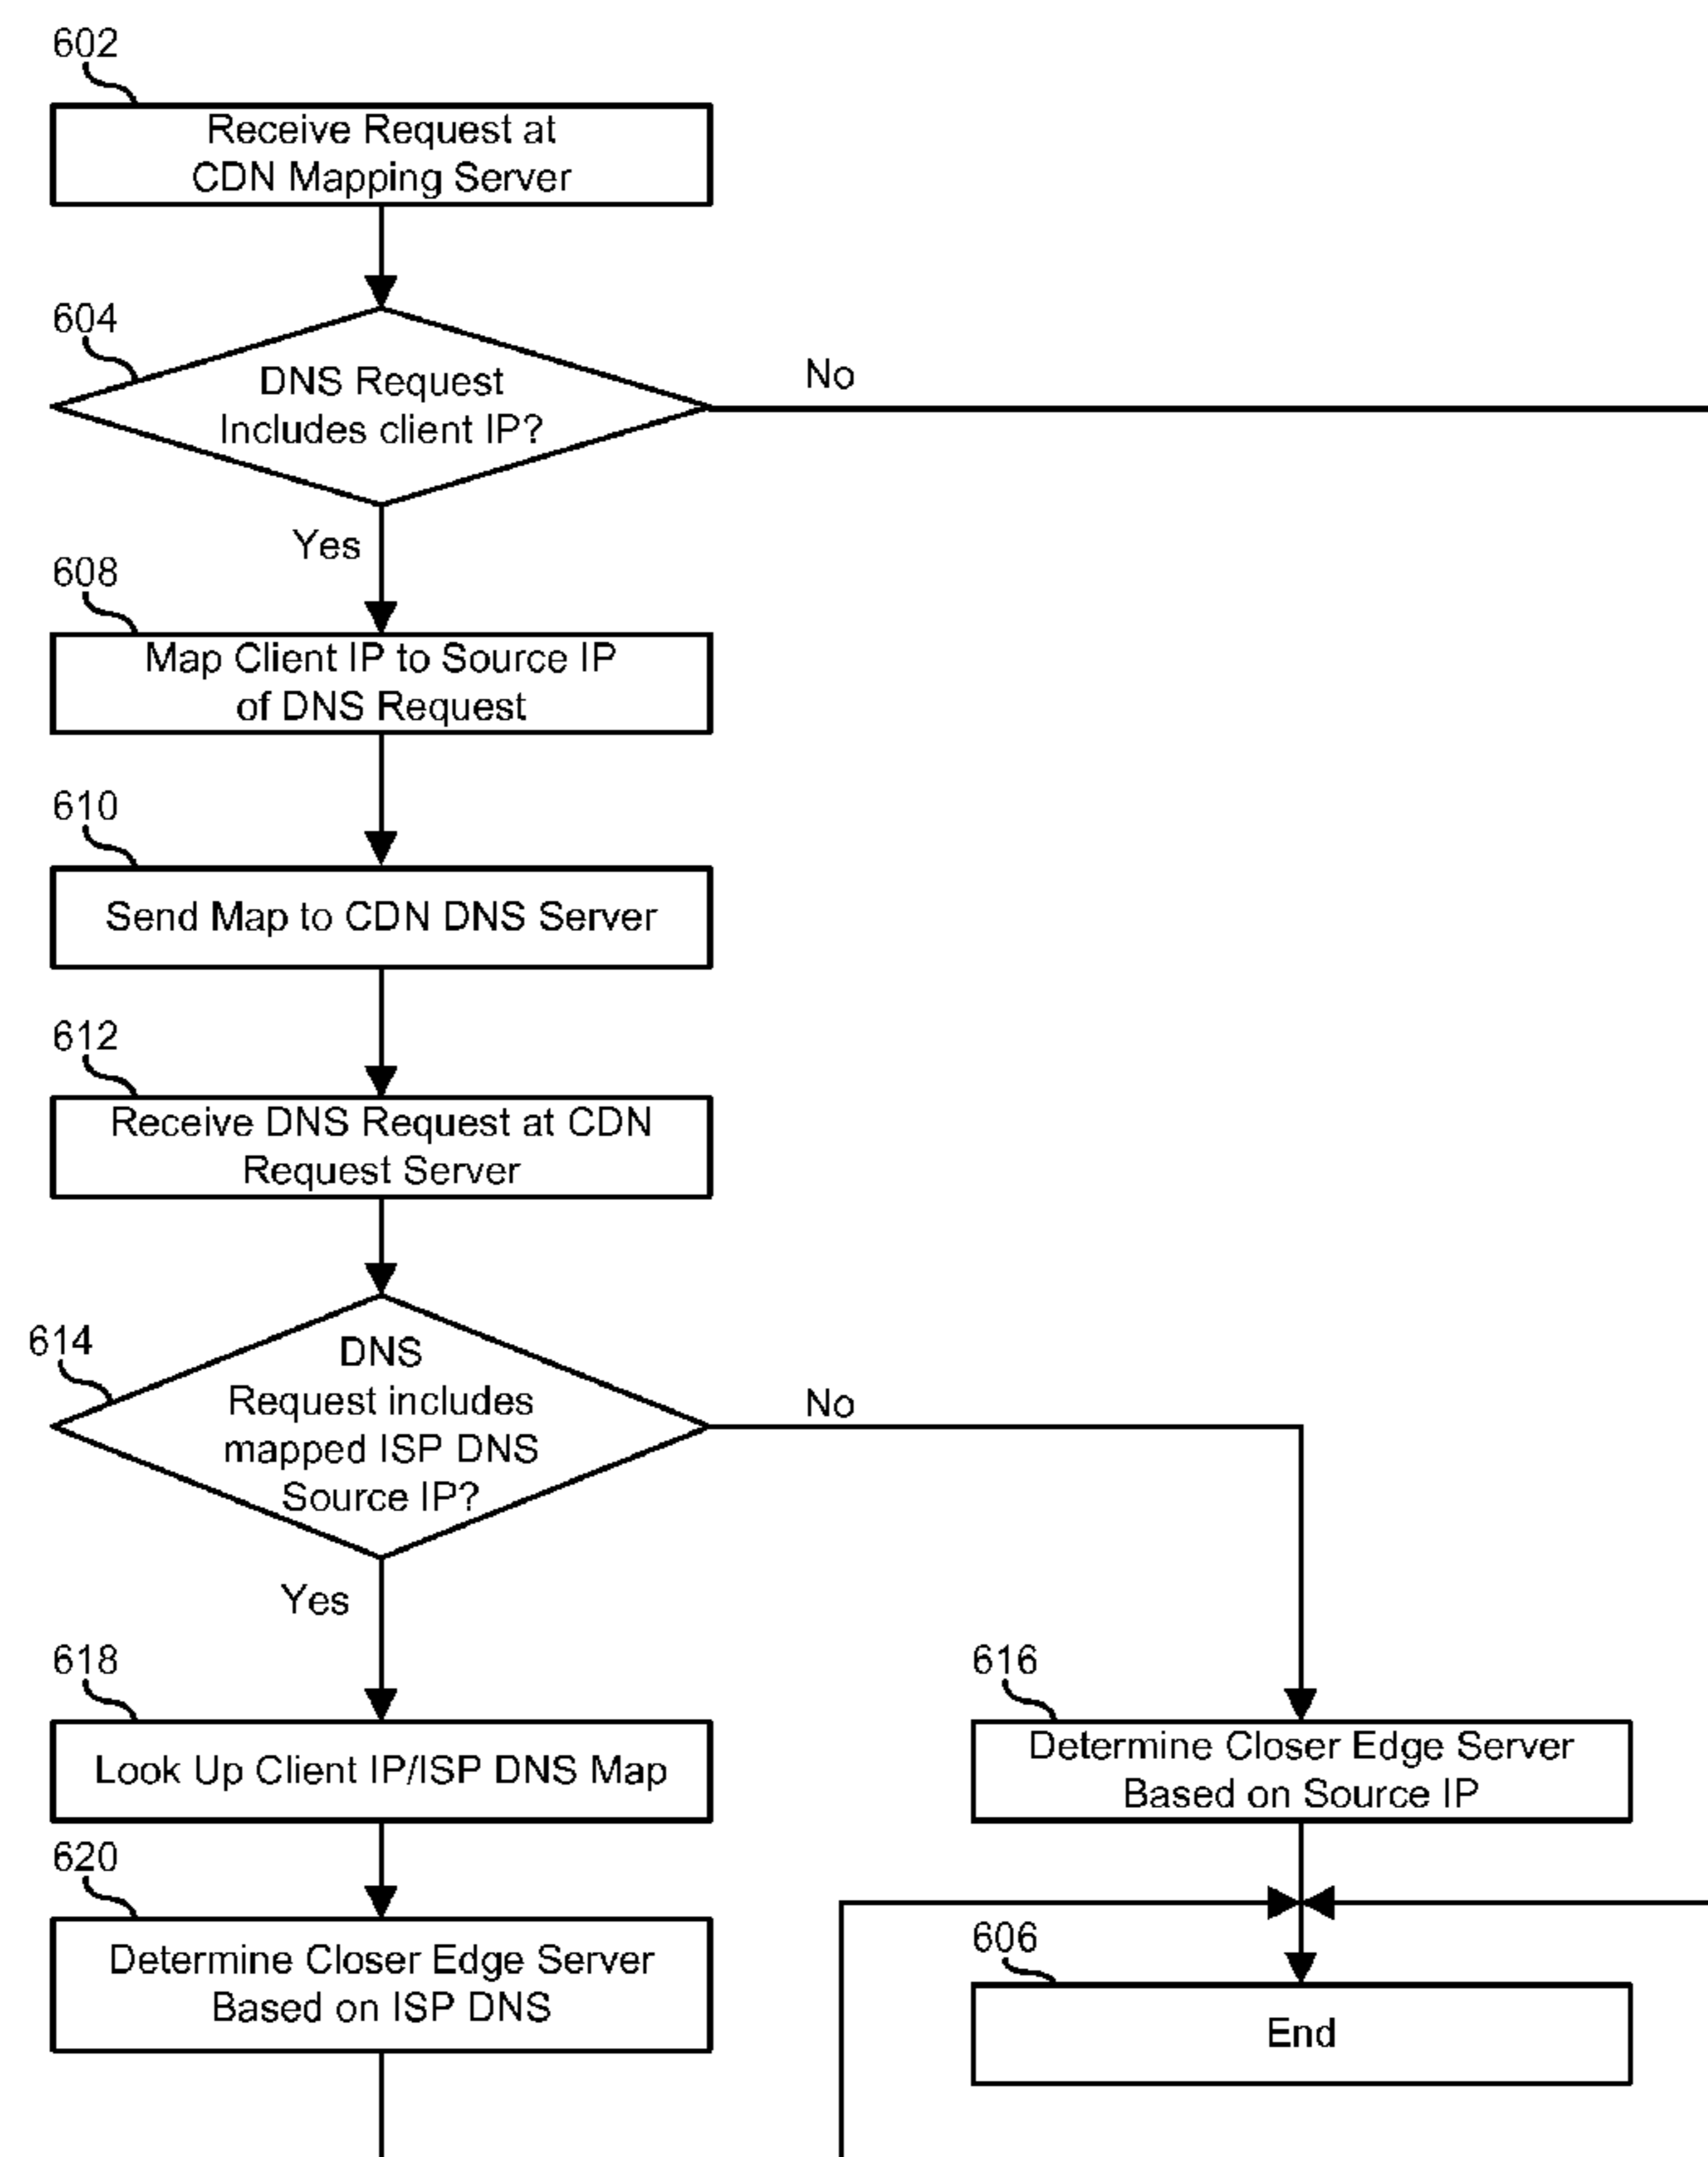 602
Receive Request at
CDN Mapping Server
604
DNS Request
Includes client IP?
No
Yes
608
Map Client IP to Source IP
of DNS Request
610
Send Map to CDN DNS Server
612
Receive DNS Request at CDN
Request Server
614
DNS
Request includes
mapped ISP DNS
Source IP?
No
Yes
618
Look Up Client IP/ISP DNS Map
616
Determine Closer Edge Server
Based on Source IP
620
Determine Closer Edge Server
Based on ISP DNS
606
End